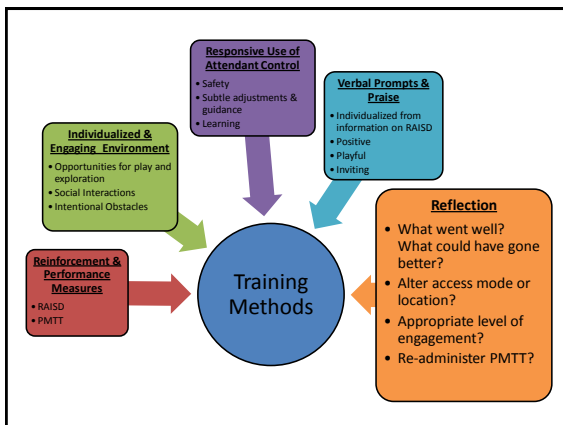 Responsive Use of
Attendant Control
• Safety
• Subtle adjustments &
guidance
• Learning
Verbal Prompts &
Praise
• Individualized from
information on RAISD
• Positive
• Playful
• Inviting
Individualized &
Engaging Environment
• Opportunities for play and
exploration
• Social Interactions
• Intentional Obstacles
Reflection
• What went well?
What could have gone
better?
• Alter access mode or
location?
• Appropriate level of
engagement?
• Re-administer PMTT?
Reinforcement &
Performance
Measures
• RAISD
• PMTT
Training
Methods